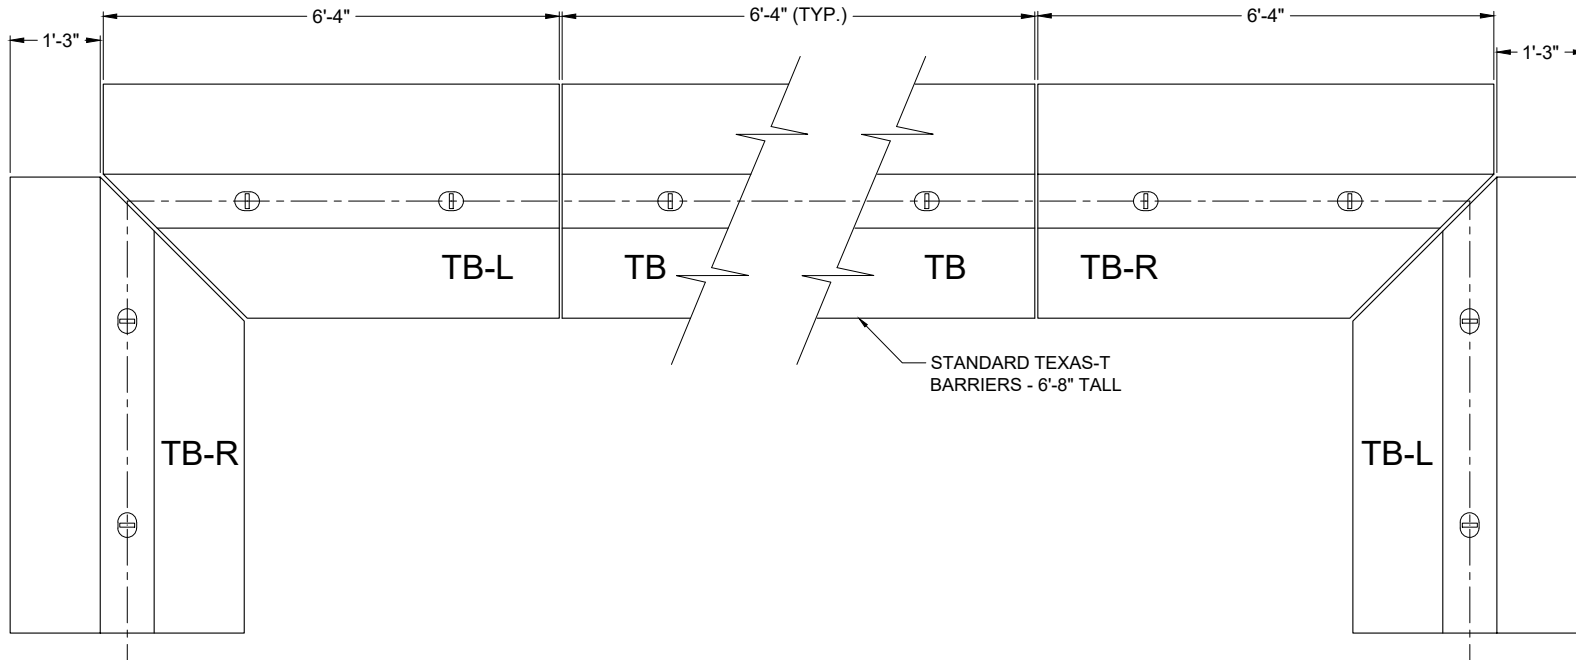 6'-4"
6'-4" (TYP.)
6'-4"
1'-3"
1'-3"
TB-L
TB
TB
TB-R
STANDARD TEXAS-T
BARRIERS - 6'-8" TALL
TB-R
TB-L